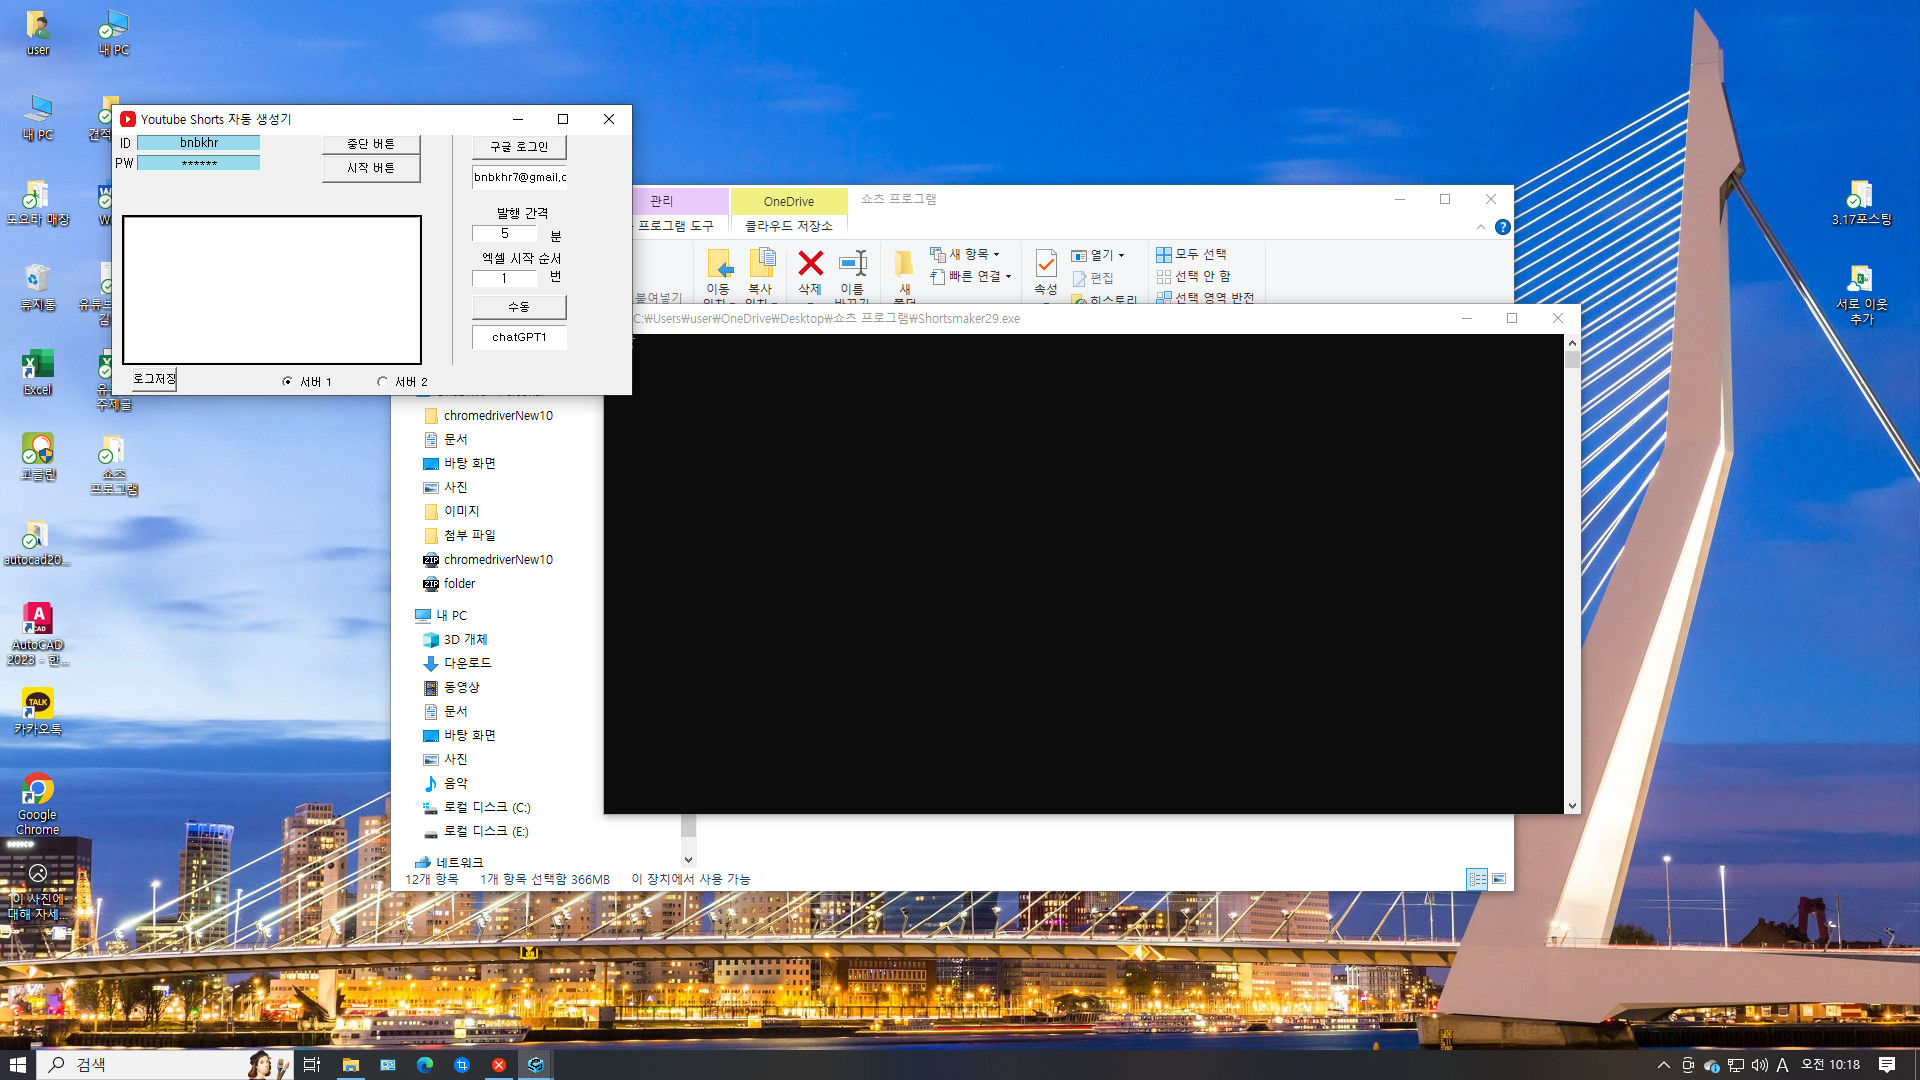 user
내 PC
내 PC
견적
도요타 매장
W
휴지통
유튜브
김
Excel
유
주제글
고클린
쇼츠
프로그램
autocad20...
AutoCAD
2023 - 한...
카카오톡
Google
Chrome
이 사진에
대해 자세...
3.17포스팅
서로 이웃
추가
Youtube Shorts 자동 생성기
ID
bnbkhr
PW
******
중단 버튼
시작 버튼
구글 로그인
bnbkhr7@gmail.c
발행 간격
5
분
엑셀 시작 순서
1
번
수동
chatGPT1
로그저장
서버 1
서버 2
관리
OneDrive
쇼츠 프로그램
프로그램 도구
클라우드 저장소
붙여넣기
이동
복사
삭제
이름
새
새 항목
빠른 연결
속성
열기
편집
히스토리
모두 선택
선택 안 함
선택 영역 반전
C:₩Users₩user₩OneDrive₩Desktop₩쇼츠 프로그램₩Shortsmaker29.exe
chromedriverNew10
문서
바탕 화면
사진
이미지
첨부 파일
chromedriverNew10
folder
내 PC
3D 개체
다운로드
동영상
문서
바탕 화면
사진
음악
로컬 디스크 (C:)
로컬 디스크 (E:)
네트워크
12개 항목
1개 항목 선택함 366MB
이 장치에서 사용 가능
검색
A
오전 10:18